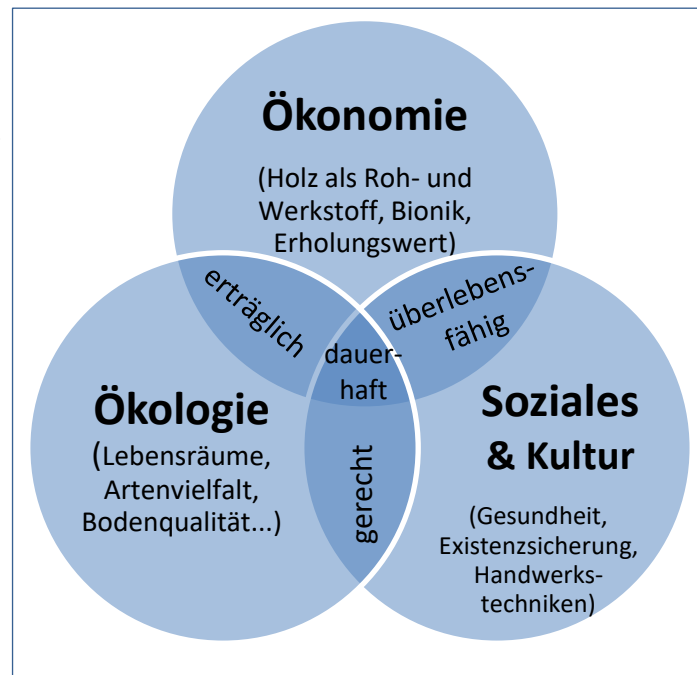 Ökonomie
(Holz als Roh- und
Werkstoff, Bionik,
Erholungswert)
erträglich
überlebens-
fähig
dauer-
haft
Ökologie
(Lebensräume,
Artenvielfalt,
Bodenqualität...)
gerecht
Soziales
& Kultur
(Gesundheit,
Existenzsicherung,
Handwerks-
techniken)